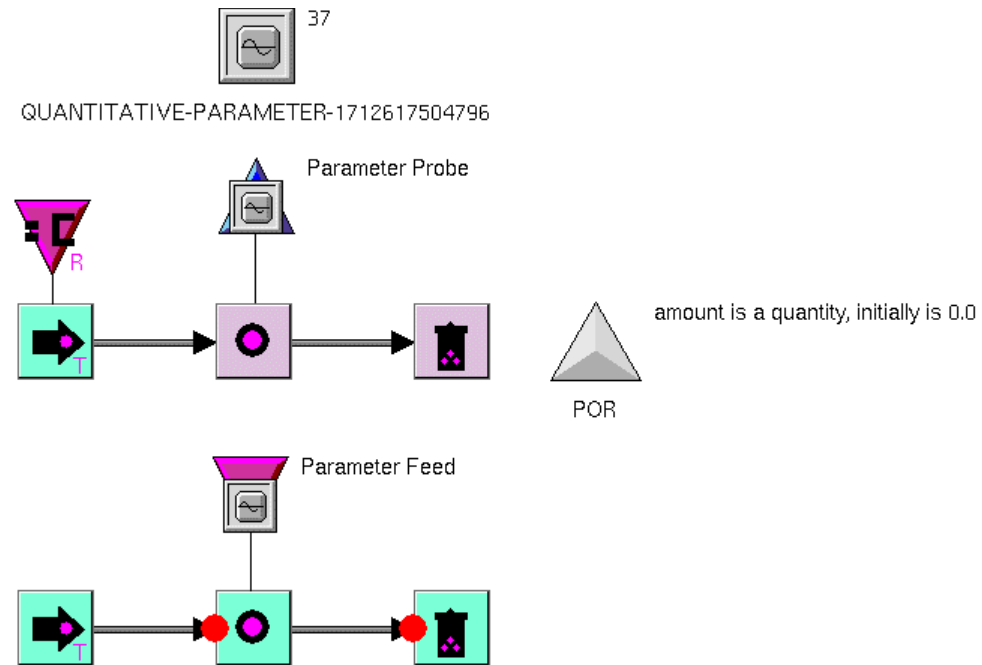 37
QUANTITATIVE-PARAMETER-1712617504796
Parameter Probe
R
T
amount is a quantity, initially is 0.0
POR
Parameter Feed
T